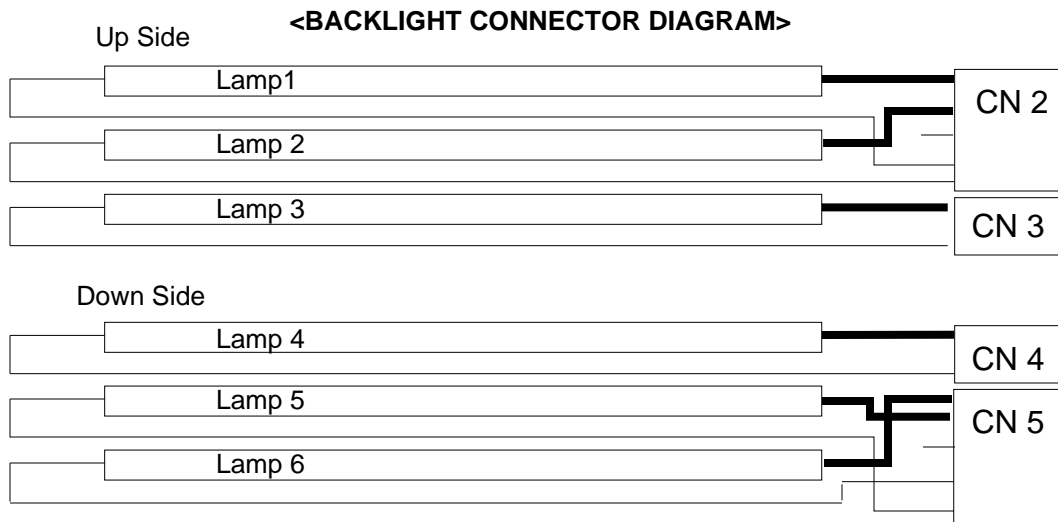 <BACKLIGHT CONNECTOR DIAGRAM>
Up Side
Lamp1
CN 2
Lamp 2
Lamp 3
CN 3
Down Side
Lamp 4
CN 4
Lamp 5
CN 5
Lamp 6